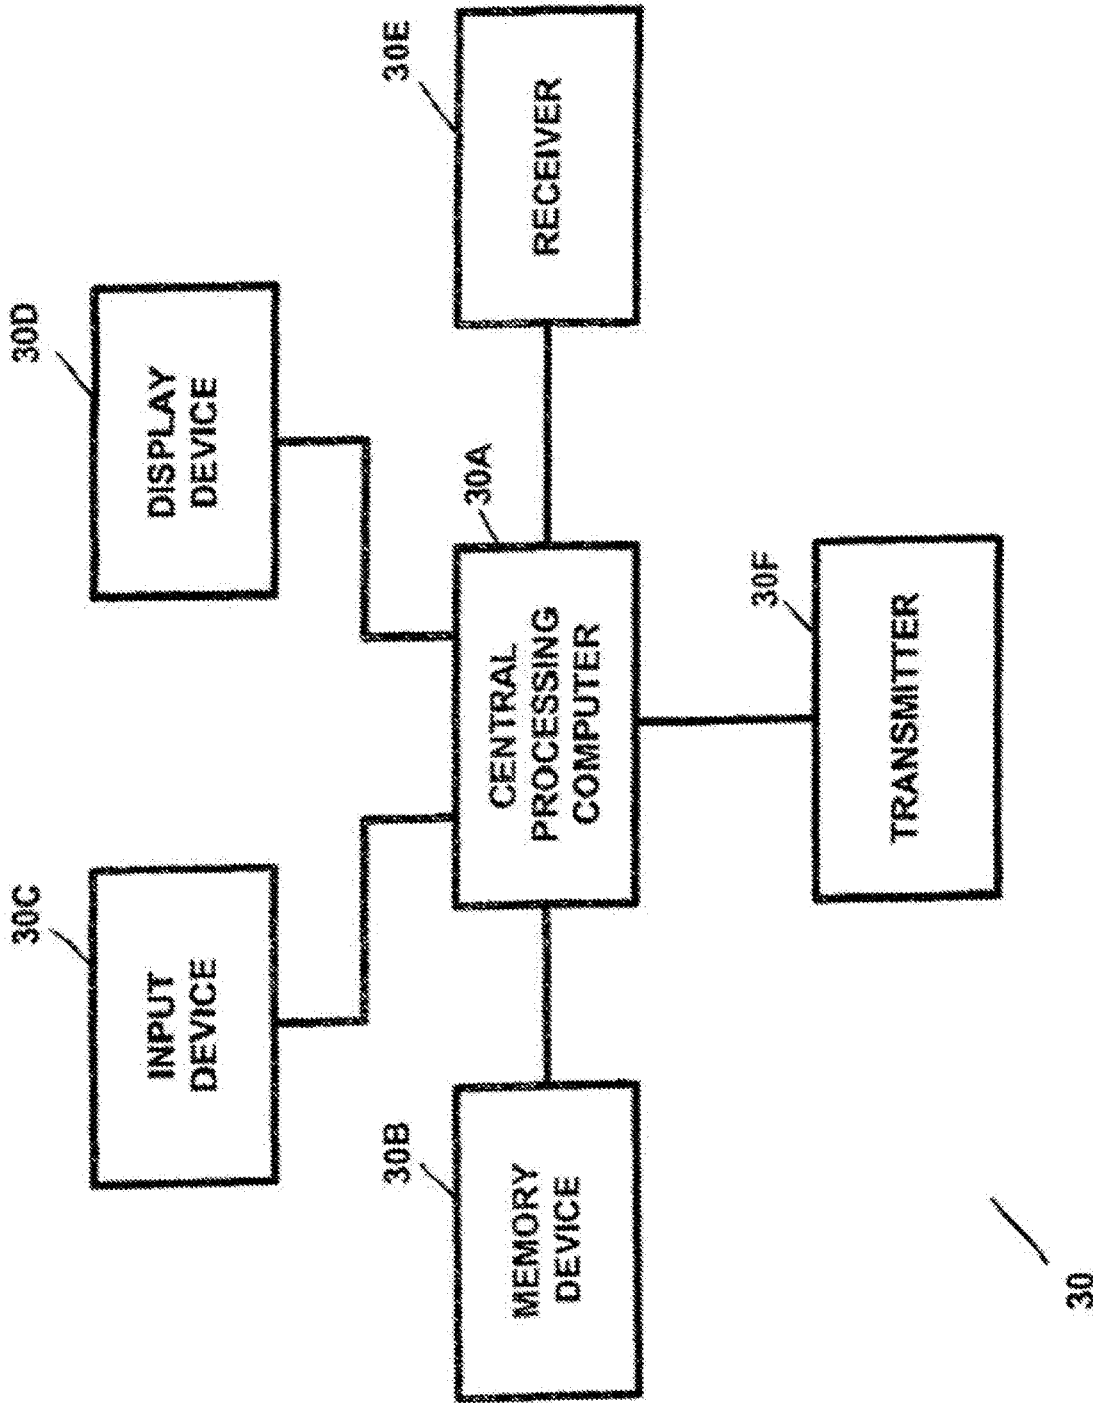 30C
INPUT
DEVICE
30D
DISPLAY
DEVICE
30B
MEMORY
DEVICE
30A
CENTRAL
PROCESSING
COMPUTER
30E
RECEIVER
30F
TRANSMITTER
30